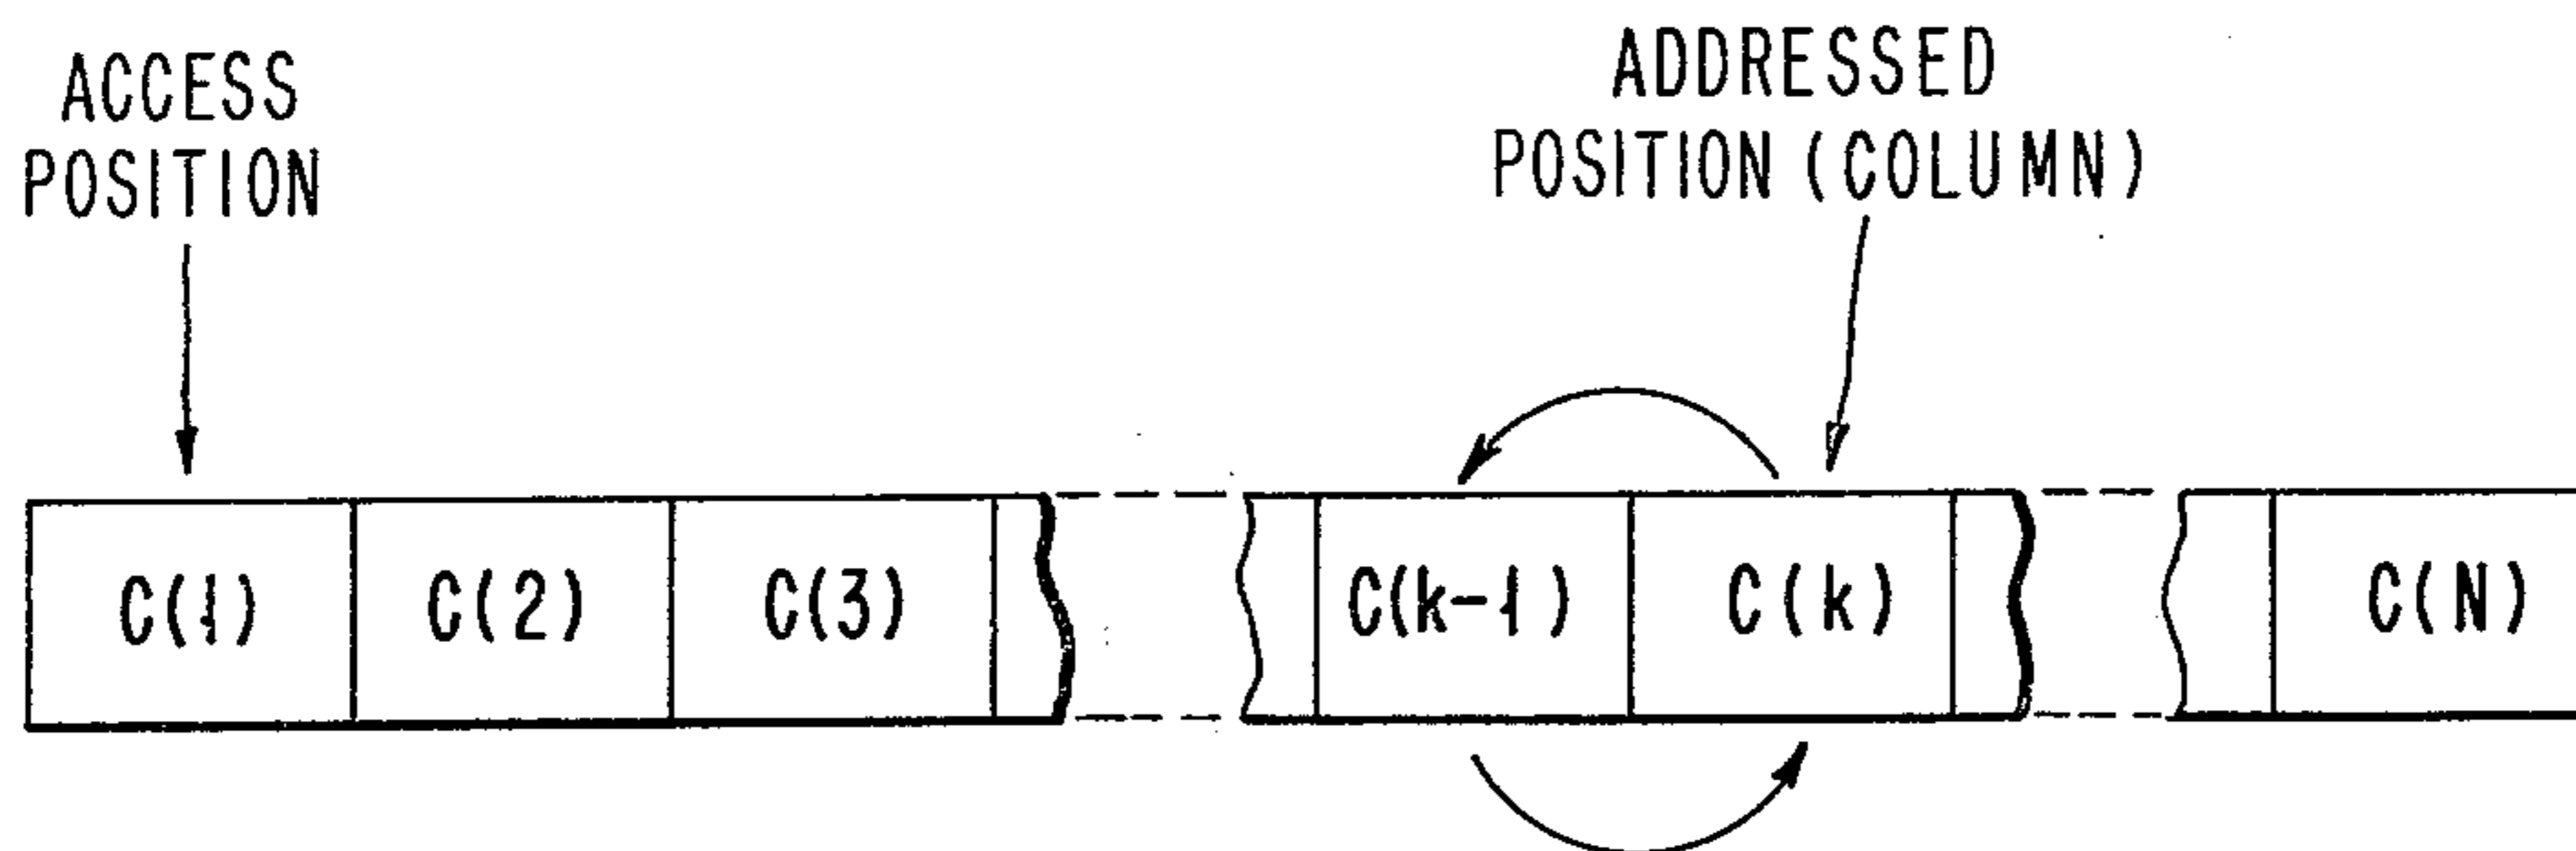 ACCESS
POSITION
ADDRESSED
POSITION (COLUMN)
C(1) C(2) C(3) C(k-1) C(k) C(N)